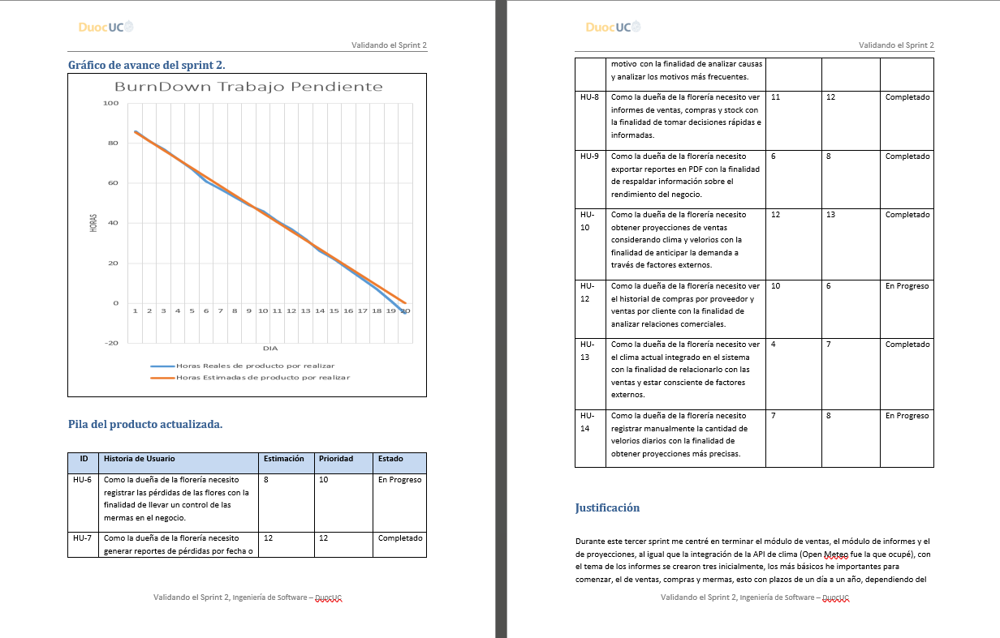 DuocUC
Validando el Sprint 2
Gráfico de avance del sprint 2.
BurnDown Trabajo Pendiente
100
80
60
40
20
0
-20
HORAS
1 2 3 4 5 6 7 8 9 10 11 12 13 14 15 16 17 18 19 20
DIA
Horas Reales de producto por realizar
Horas Estimadas de producto por realizar
Pila del producto actualizada.
ID Historia de Usuario Estimación Prioridad Estado
HU-6 Como la dueña de la florería necesito 8 10 En Progreso
registrar las pérdidas de las flores con la
finalidad de llevar un control de las
mermas en el negocio.
HU-7 Como la dueña de la florería necesito 12 12 Completado
generar reportes de pérdidas por fecha o
Validando el Sprint 2, Ingeniería de Software – DuocUC
DuocUC
Validando el Sprint 2
motivo con la finalidad de analizar causas
y analizar los motivos más frecuentes.
HU-8 Como la dueña de la florería necesito ver 11 12 Completado
informes de ventas, compras y stock con
la finalidad de tomar decisiones rápidas e
informadas.
HU-9 Como la dueña de la florería necesito 6 8 Completado
exportar reportes en PDF con la finalidad
de respaldar información sobre el
rendimiento del negocio.
HU- Como la dueña de la florería necesito 12 13 Completado
10 obtener proyecciones de ventas
considerando clima y velorios con la
finalidad de anticipar la demanda a
través de factores externos.
HU- Como la dueña de la florería necesito ver 10 6 En Progreso
12 el historial de compras por proveedor y
ventas por cliente con la finalidad de
analizar relaciones comerciales.
HU- Como la dueña de la florería necesito ver 4 7 Completado
13 el clima actual integrado en el sistema
con la finalidad de relacionarlo con las
ventas y estar consciente de factores
externos.
HU- Como la dueña de la florería necesito 7 8 En Progreso
14 registrar manualmente la cantidad de
velorios diarios con la finalidad de
obtener proyecciones más precisas.
Justificación
Durante este tercer sprint me centré en terminar el módulo de ventas, el módulo de informes y el
de proyecciones, al igual que la integración de la API de clima (Open Meteo fue la que ocupé), con
el tema de los informes se crearon tres inicialmente, los más básicos he importantes para
comenzar, el de ventas, compras y mermas, esto con plazos de un día a un año, dependiendo del
Validando el Sprint 2, Ingeniería de Software – DuocUC